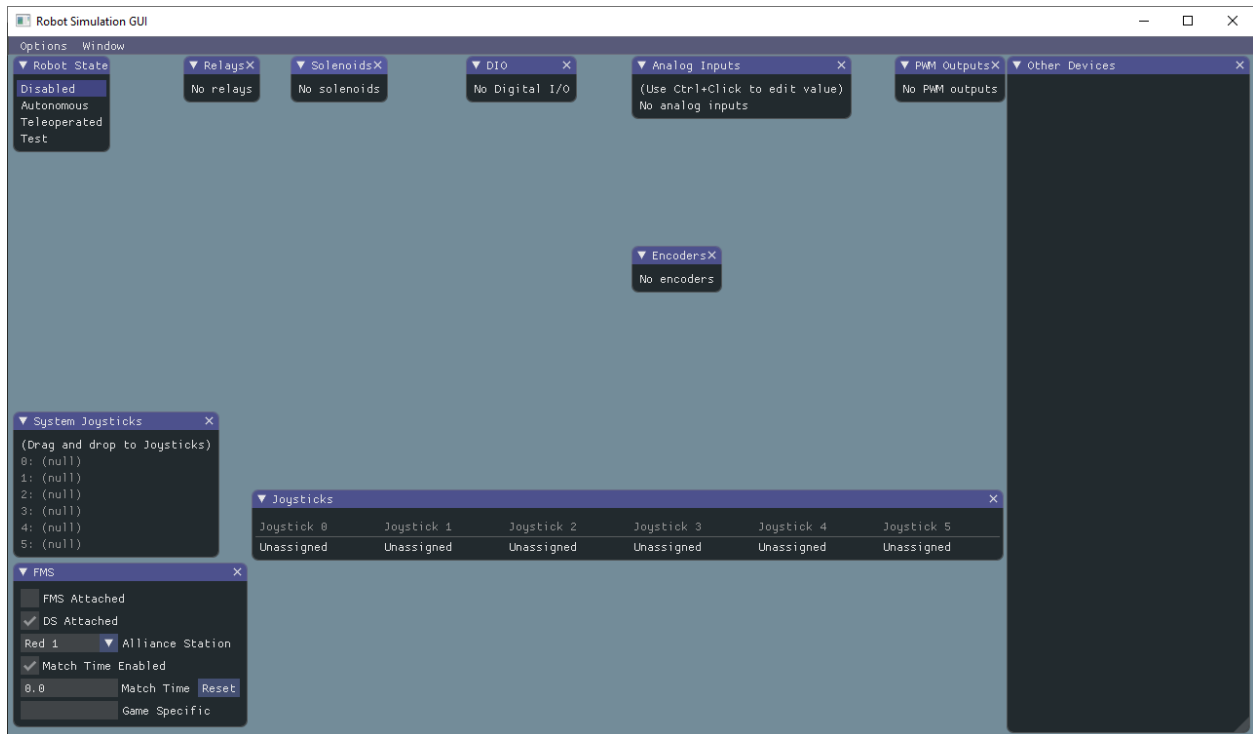 Robot Simulation GUI
Options Window
Robot State
Disabled
Autonomous
Teleoperated
Test
Relays
No relays
Solenoids
No solenoids
DIO
No Digital I/O
Analog Inputs
(Use Ctrl+Click to edit value)
No analog inputs
PWM Outputs
No PWM outputs
Other Devices
Encoders
No encoders
System Joysticks
(Drag and drop to Joysticks)
0: (null)
1: (null)
2: (null)
3: (null)
4: (null)
5: (null)
Joysticks
Joystick 0 Joystick 1 Joystick 2 Joystick 3 Joystick 4 Joystick 5
Unassigned Unassigned Unassigned Unassigned Unassigned Unassigned
FMS
FMS Attached
DS Attached
Red 1 Alliance Station
Match Time Enabled
0.0 Match Time Reset
Game Specific